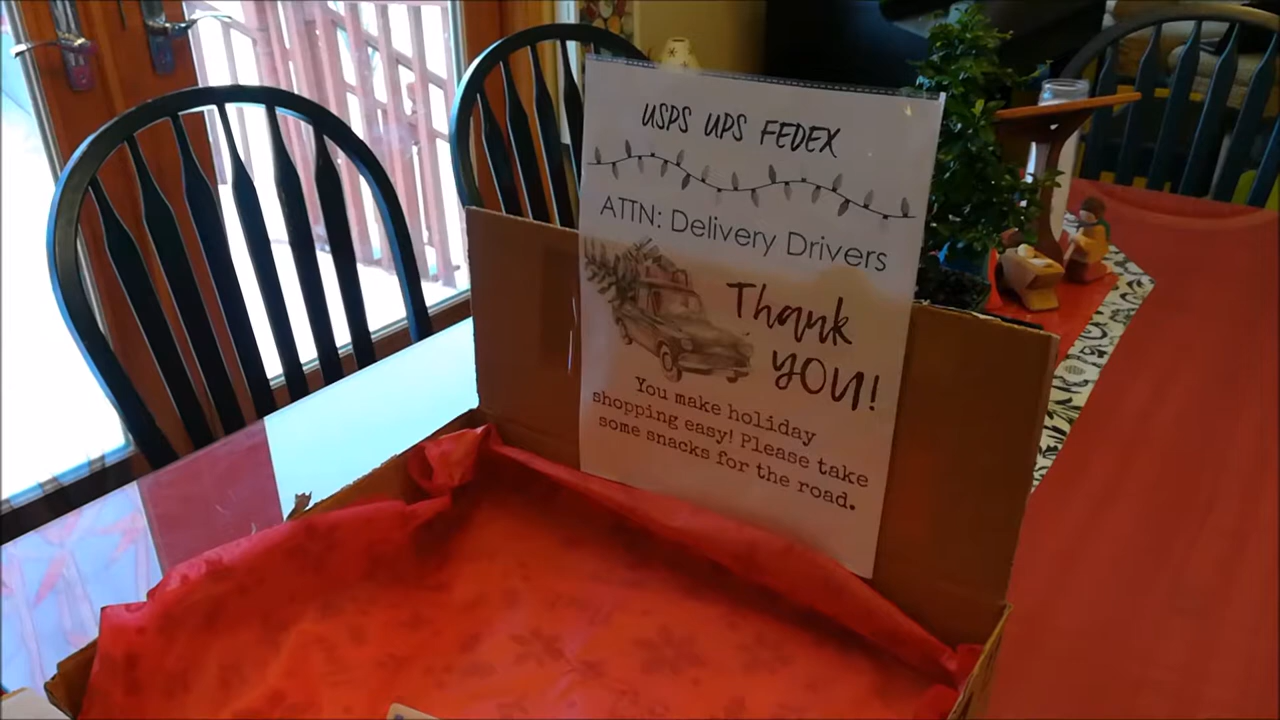 USPS UPS FEDEX
ATTN: Delivery Drivers
Thank
you!
You make holiday
shopping easy! Please take
some snacks for the road.